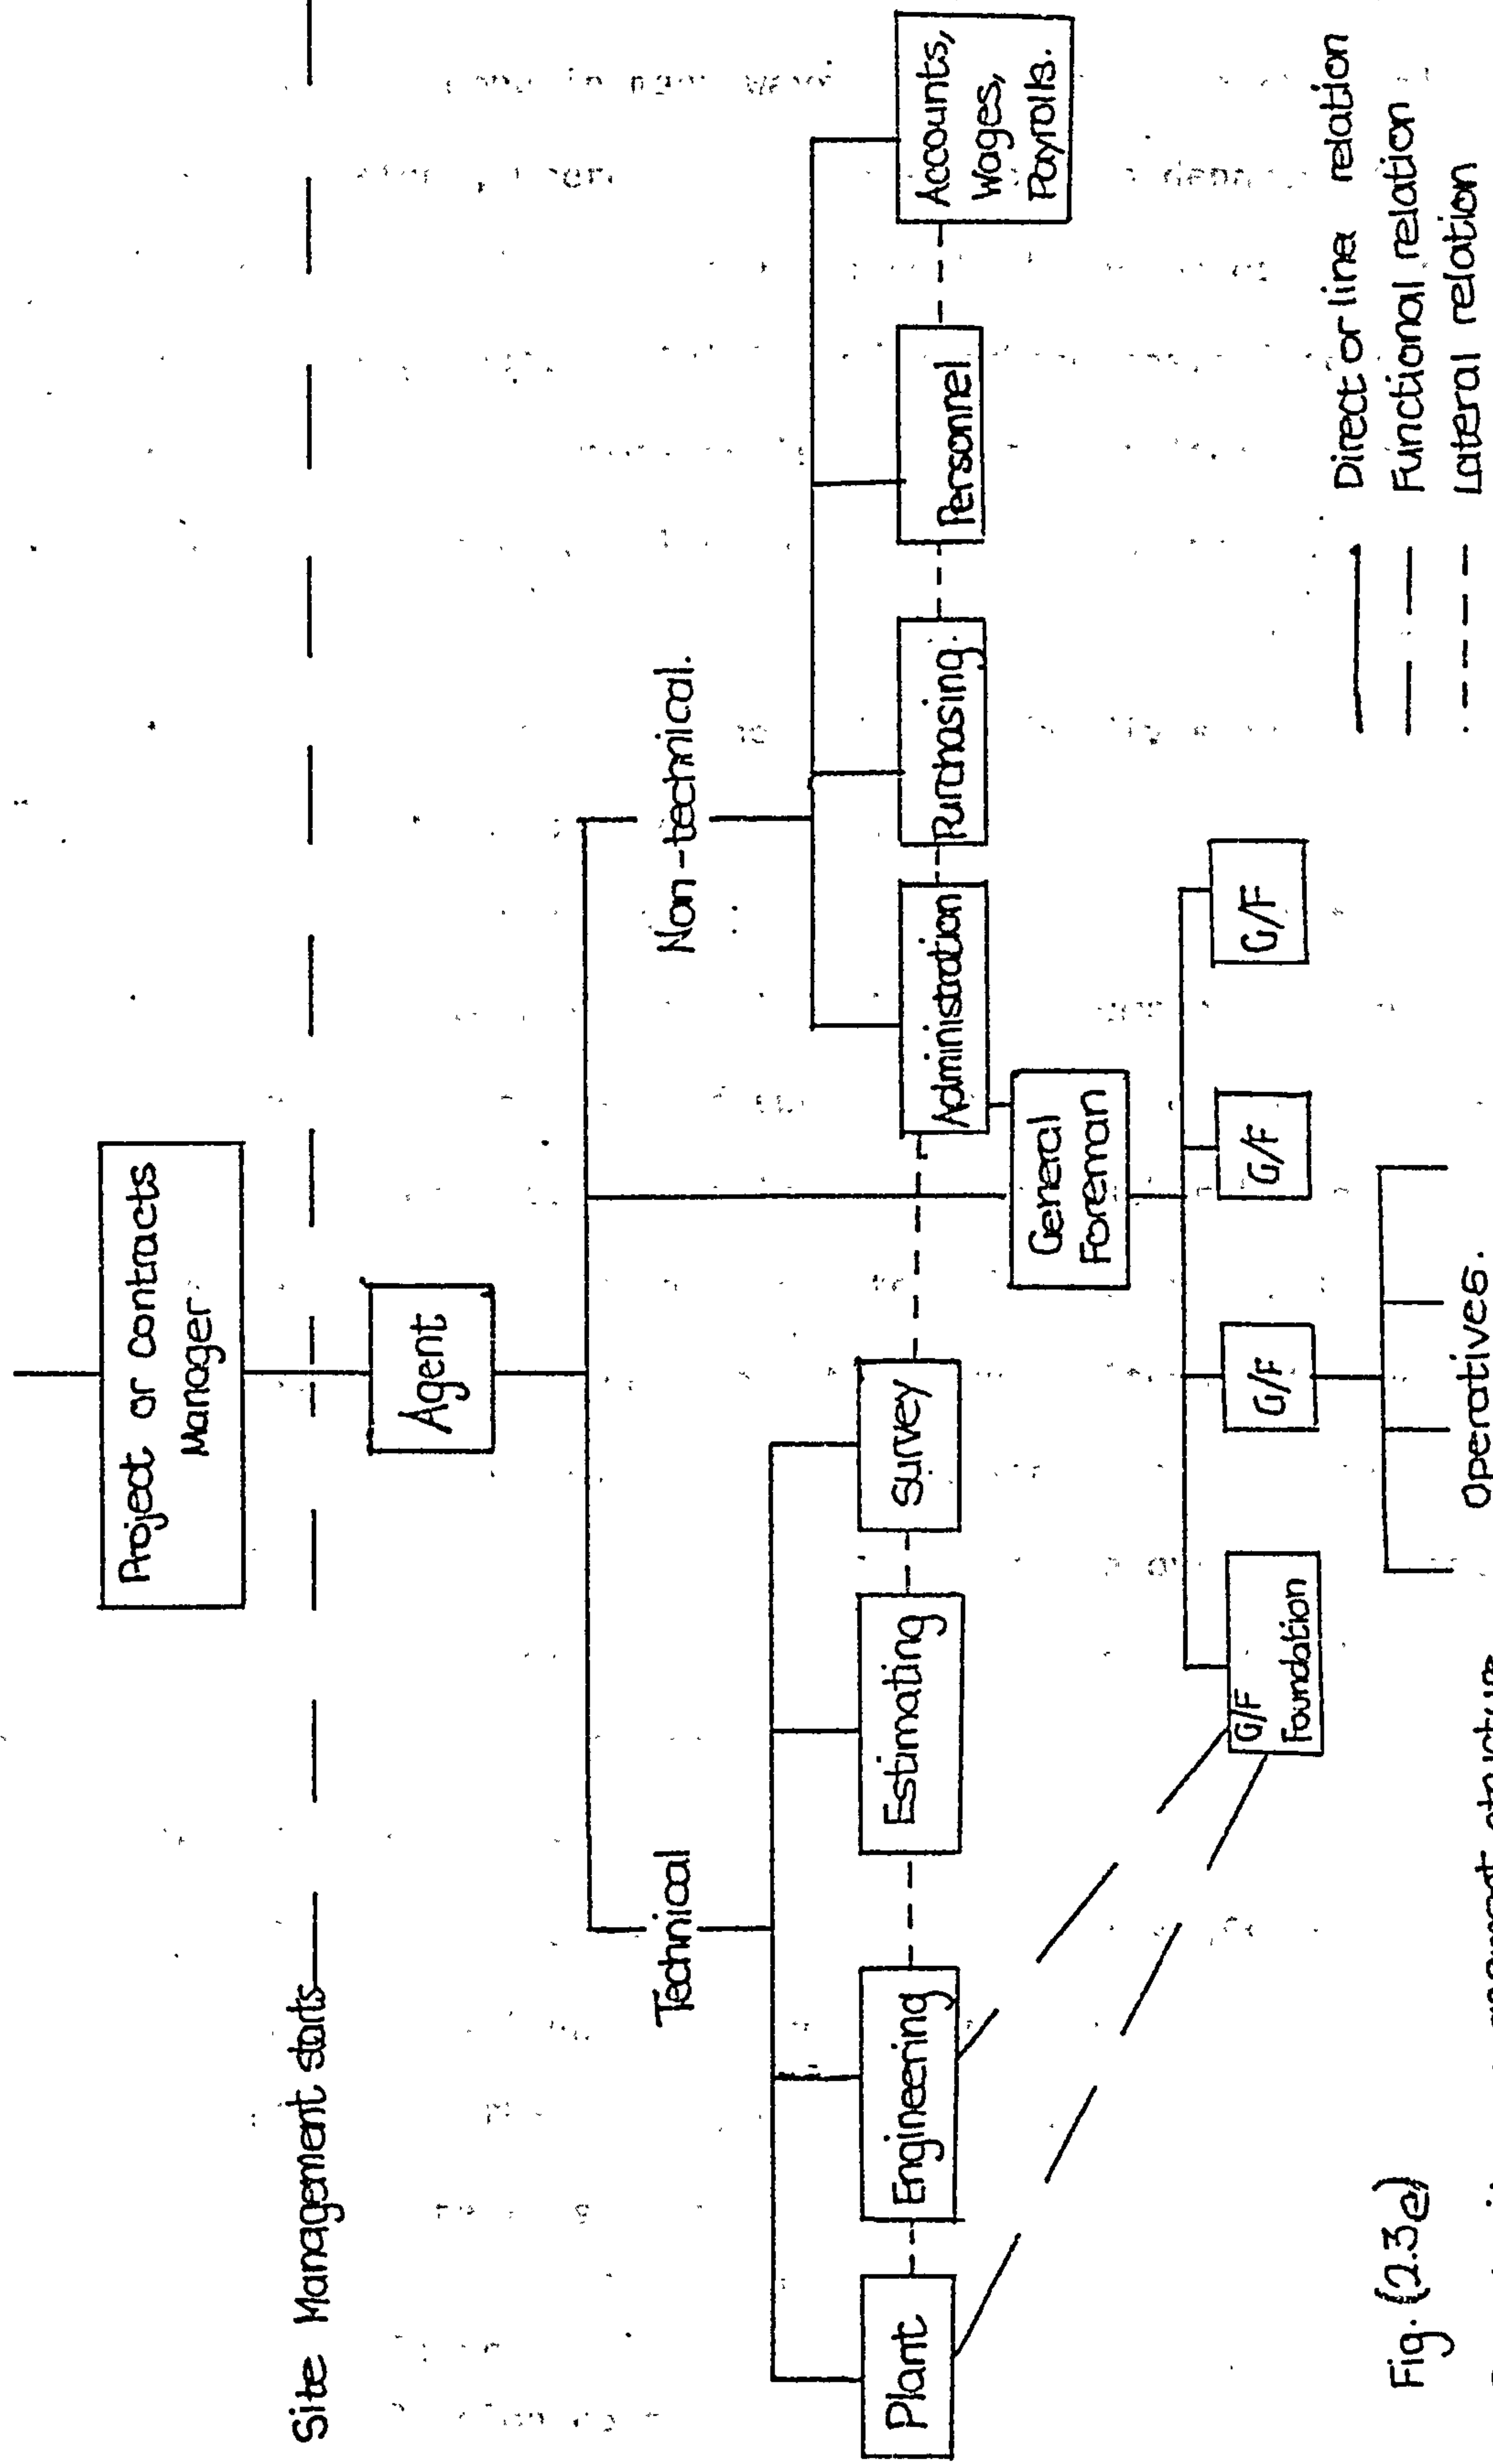 Project or Contracts
Manager
Site Management starts
Agent
Technical
Non-technical.
Plant
Engineering
Estimating
Survey
Administration
Purchasing.
Personnel
Accounts,
Wages,
Payrolls.
General
Foreman
G/F
Foundation
G/F
G/F
G/F
Operatives.
Direct or line relation
Functional relation
Lateral relation
Fig. (2.3e)